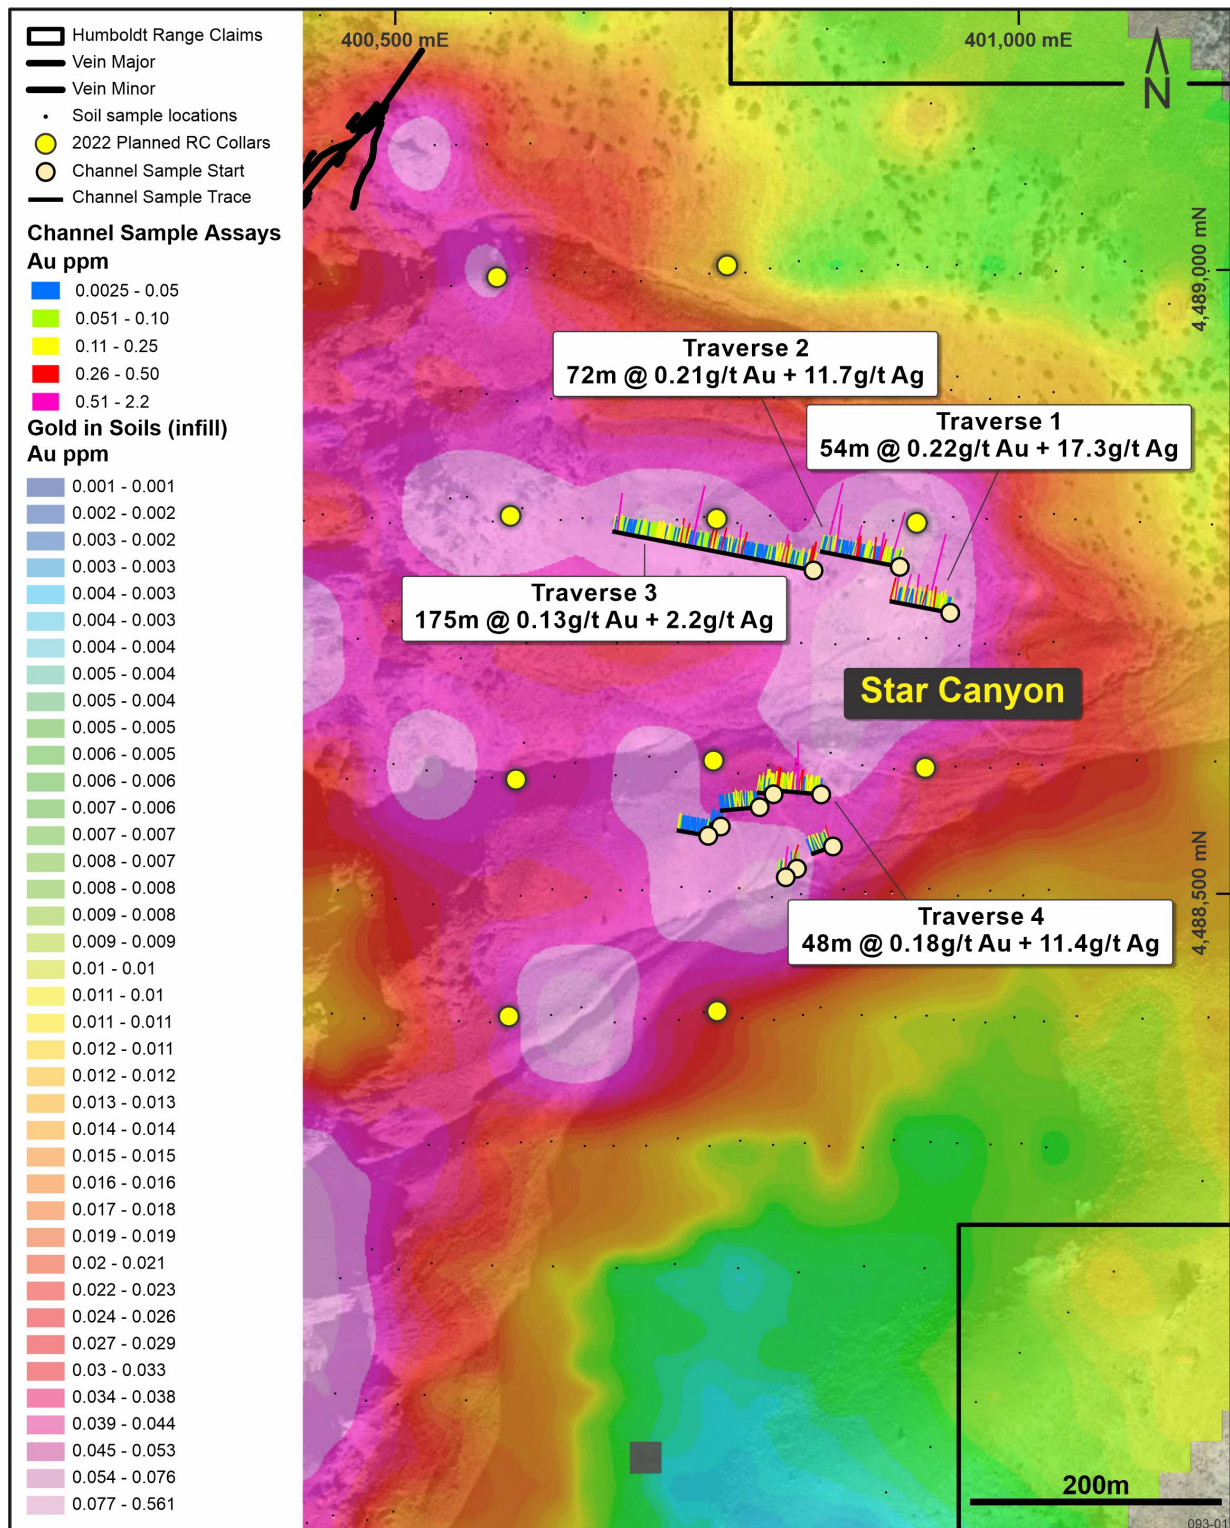 Humboldt Range Claims
Vein Major
Vein Minor
Soil sample locations
2022 Planned RC Collars
Channel Sample Start
Channel Sample Trace
Channel Sample Assays
Au ppm
0.0025 - 0.05
0.051 - 0.10
0.11 - 0.25
0.26 - 0.50
0.51 - 2.2
Gold in Soils (infill)
Au ppm
0.001 - 0.001
0.002 - 0.002
0.003 - 0.002
0.003 - 0.003
0.004 - 0.003
0.004 - 0.003
0.004 - 0.004
0.005 - 0.004
0.005 - 0.004
0.005 - 0.005
0.006 - 0.005
0.006 - 0.006
0.007 - 0.006
0.007 - 0.007
0.008 - 0.007
0.008 - 0.008
0.009 - 0.008
0.009 - 0.009
0.01 - 0.01
0.011 - 0.01
0.011 - 0.011
0.012 - 0.011
0.012 - 0.012
0.013 - 0.013
0.014 - 0.014
0.015 - 0.015
0.016 - 0.016
0.017 - 0.018
0.019 - 0.019
0.02 - 0.021
0.022 - 0.023
0.024 - 0.026
0.027 - 0.029
0.03 - 0.033
0.034 - 0.038
0.039 - 0.044
0.045 - 0.053
0.054 - 0.076
0.077 - 0.561
400,500 mE
401,000 mE
N
4,489,000 mN
Traverse 2
72m @ 0.21g/t Au + 11.7g/t Ag
Traverse 1
54m @ 0.22g/t Au + 17.3g/t Ag
Traverse 3
175m @ 0.13g/t Au + 2.2g/t Ag
Star Canyon
4,488,500 mN
Traverse 4
48m @ 0.18g/t Au + 11.4g/t Ag
200m
093-01